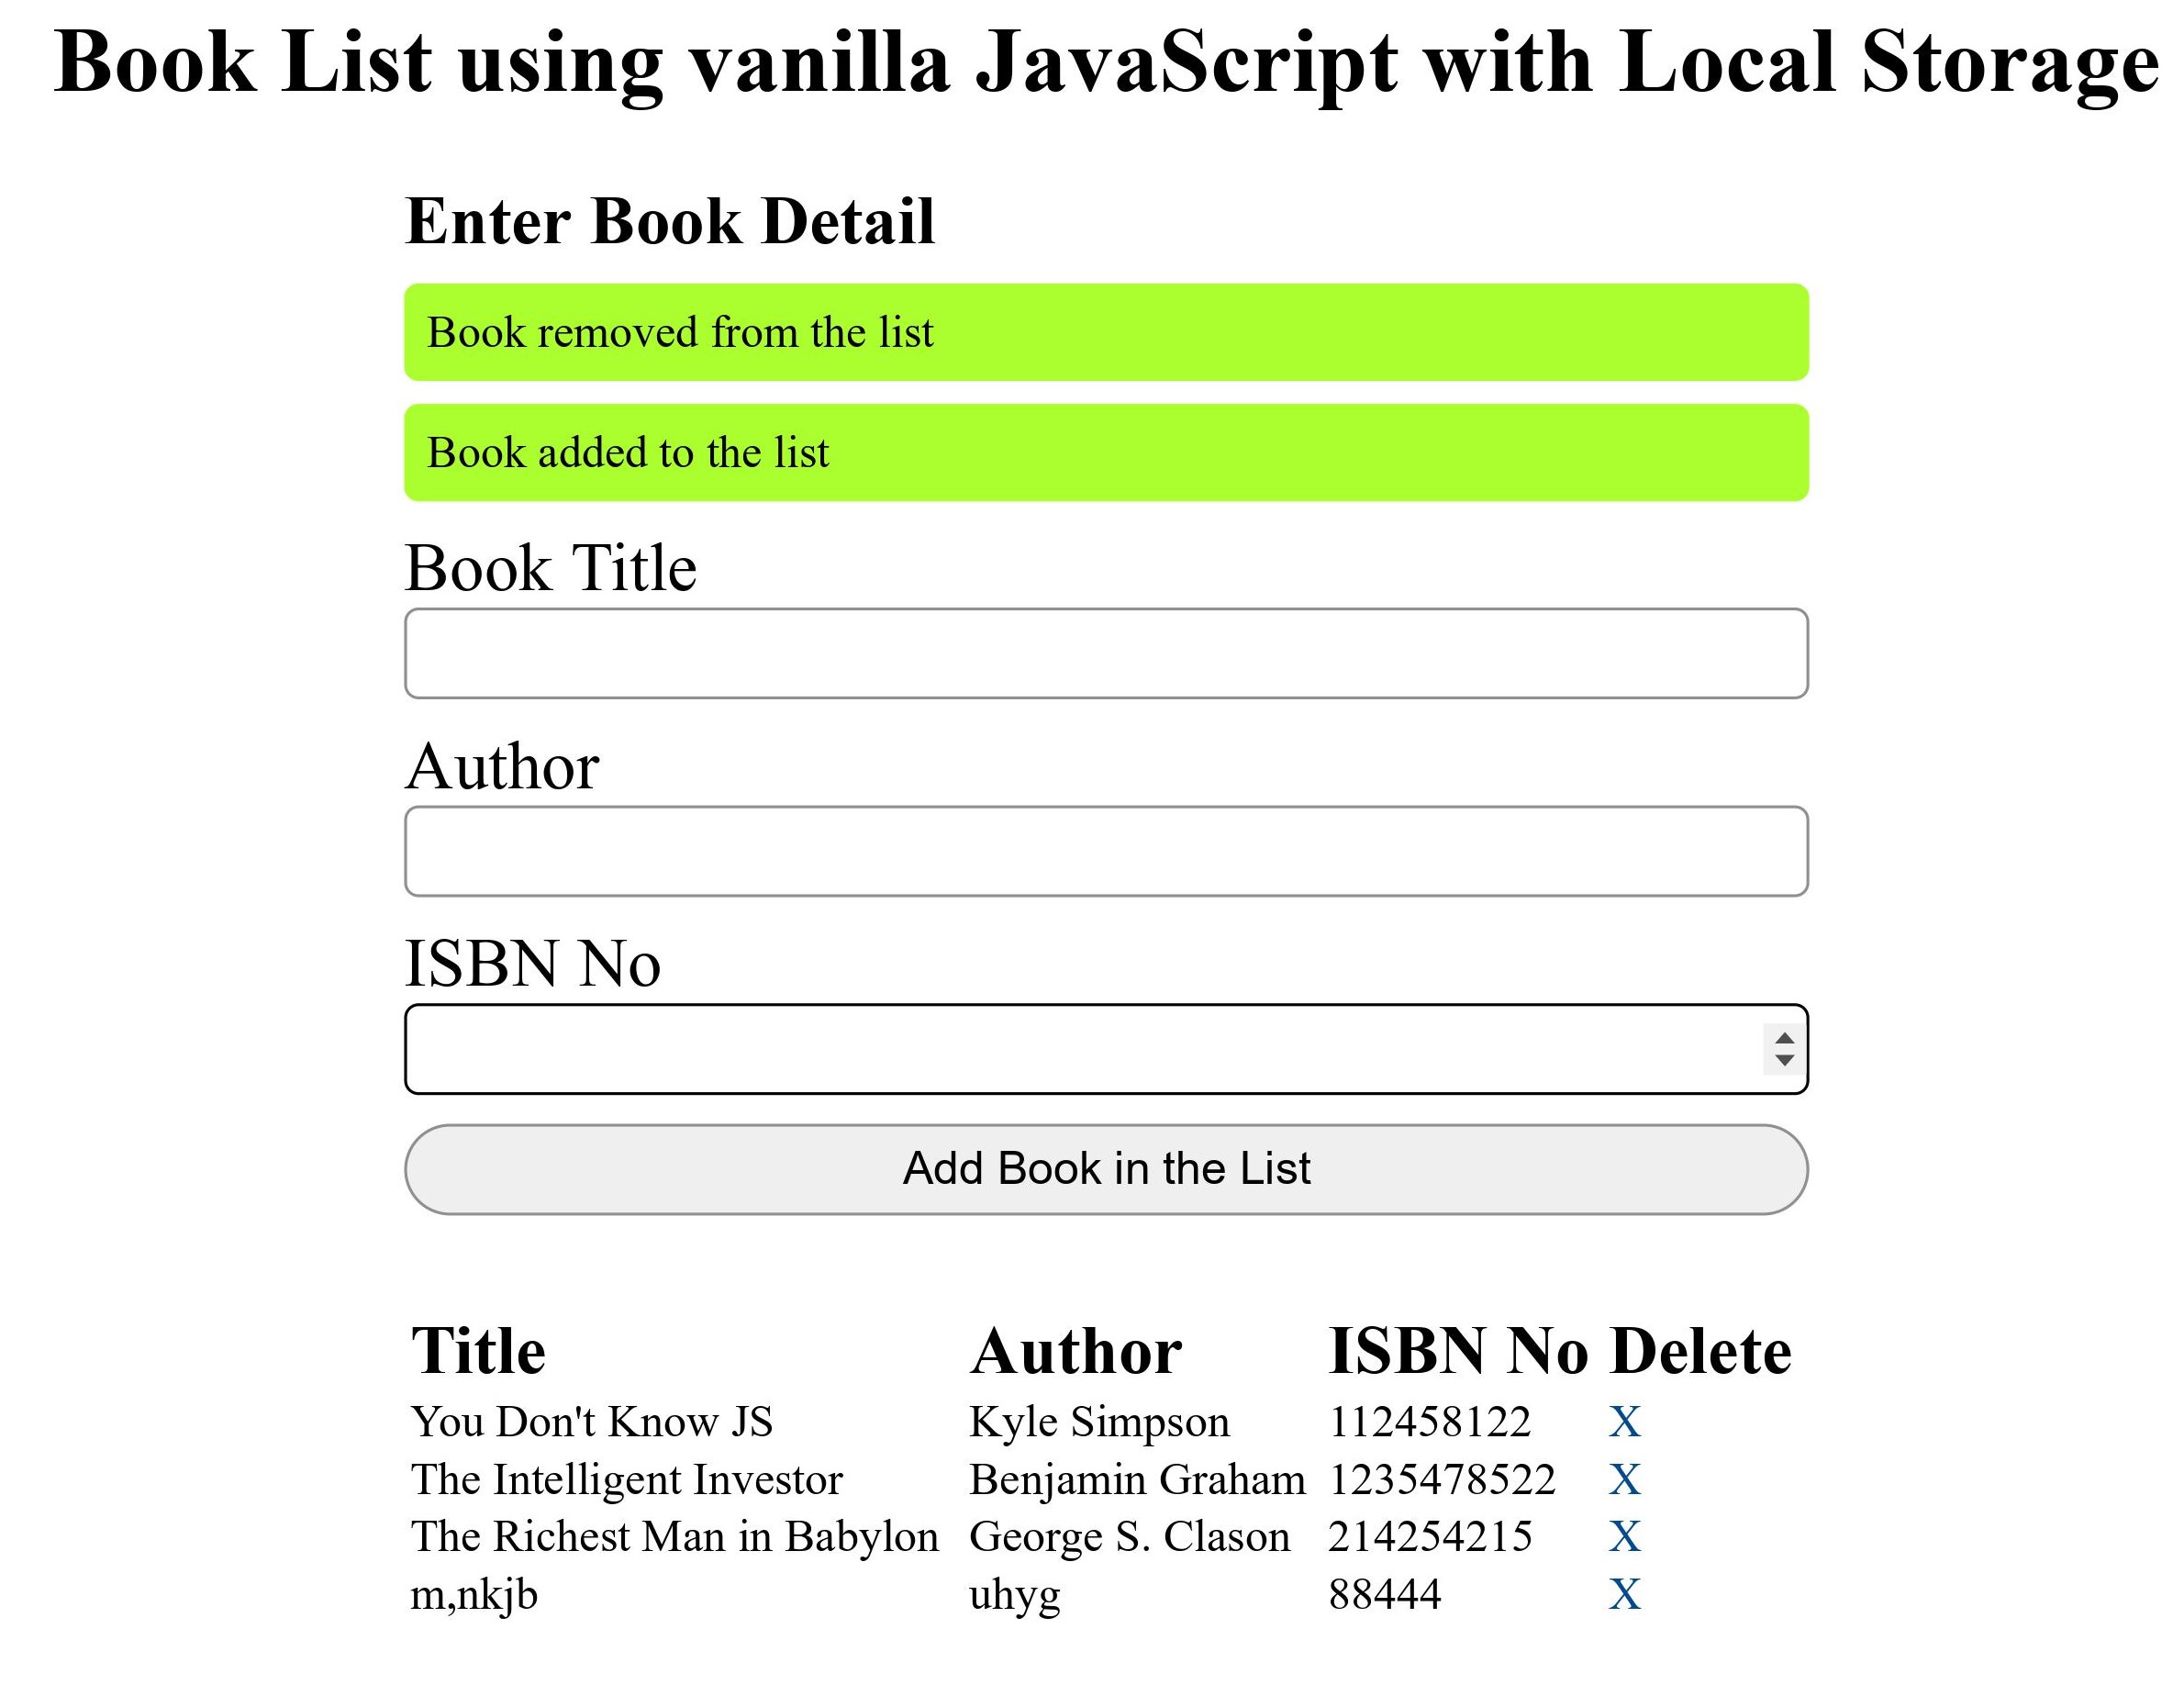 Book List using vanilla JavaScript with Local Storage
Enter Book Detail
Book removed from the list
Book added to the list
Book Title
Author
ISBN No
Add Book in the List
Title Author ISBN No Delete
You Don't Know JS Kyle Simpson 112458122 X
The Intelligent Investor Benjamin Graham 1235478522 X
The Richest Man in Babylon George S. Clason 214254215 X
m,nkjb uhyg 88444 X